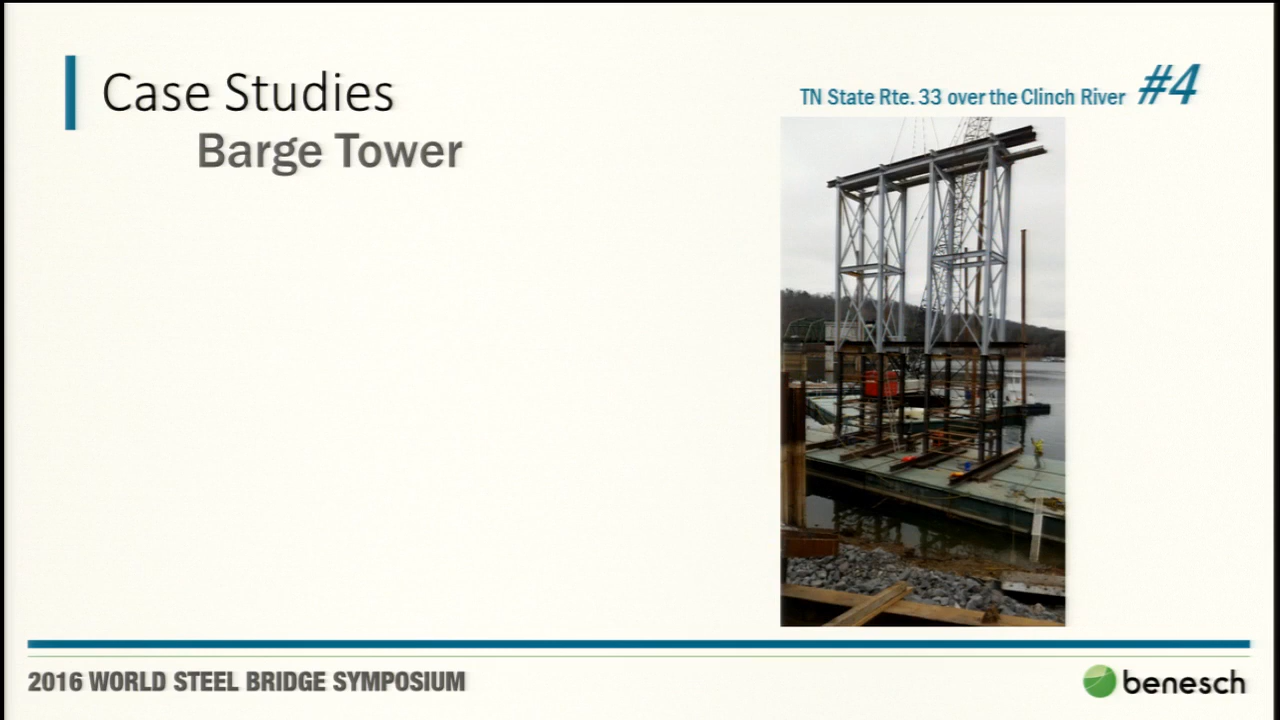 Case Studies
Barge Tower
TN State Rte. 33 over the Clinch River #4
2016 WORLD STEEL BRIDGE SYMPOSIUM
benesch